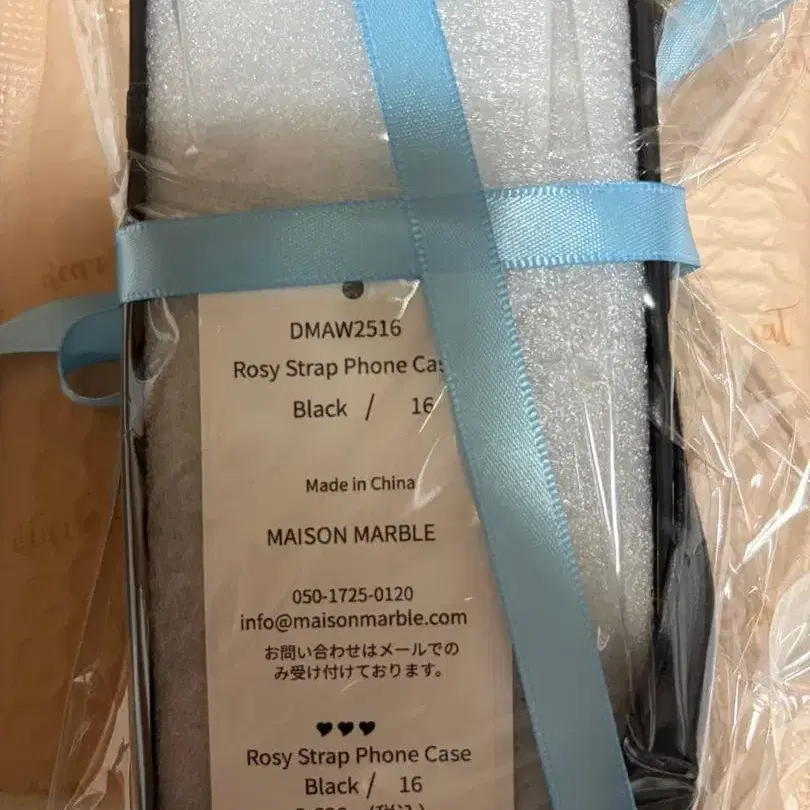 DMAW2516
Rosy Strap Phone
Black / 16
Made in China
MAISON MARBLE
050-1725-0120
info@maisonmarble.com
お問い合わせはメールでの
み受け付けております。
♥♥♥
Rosy Strap Phone Case
Black / 16